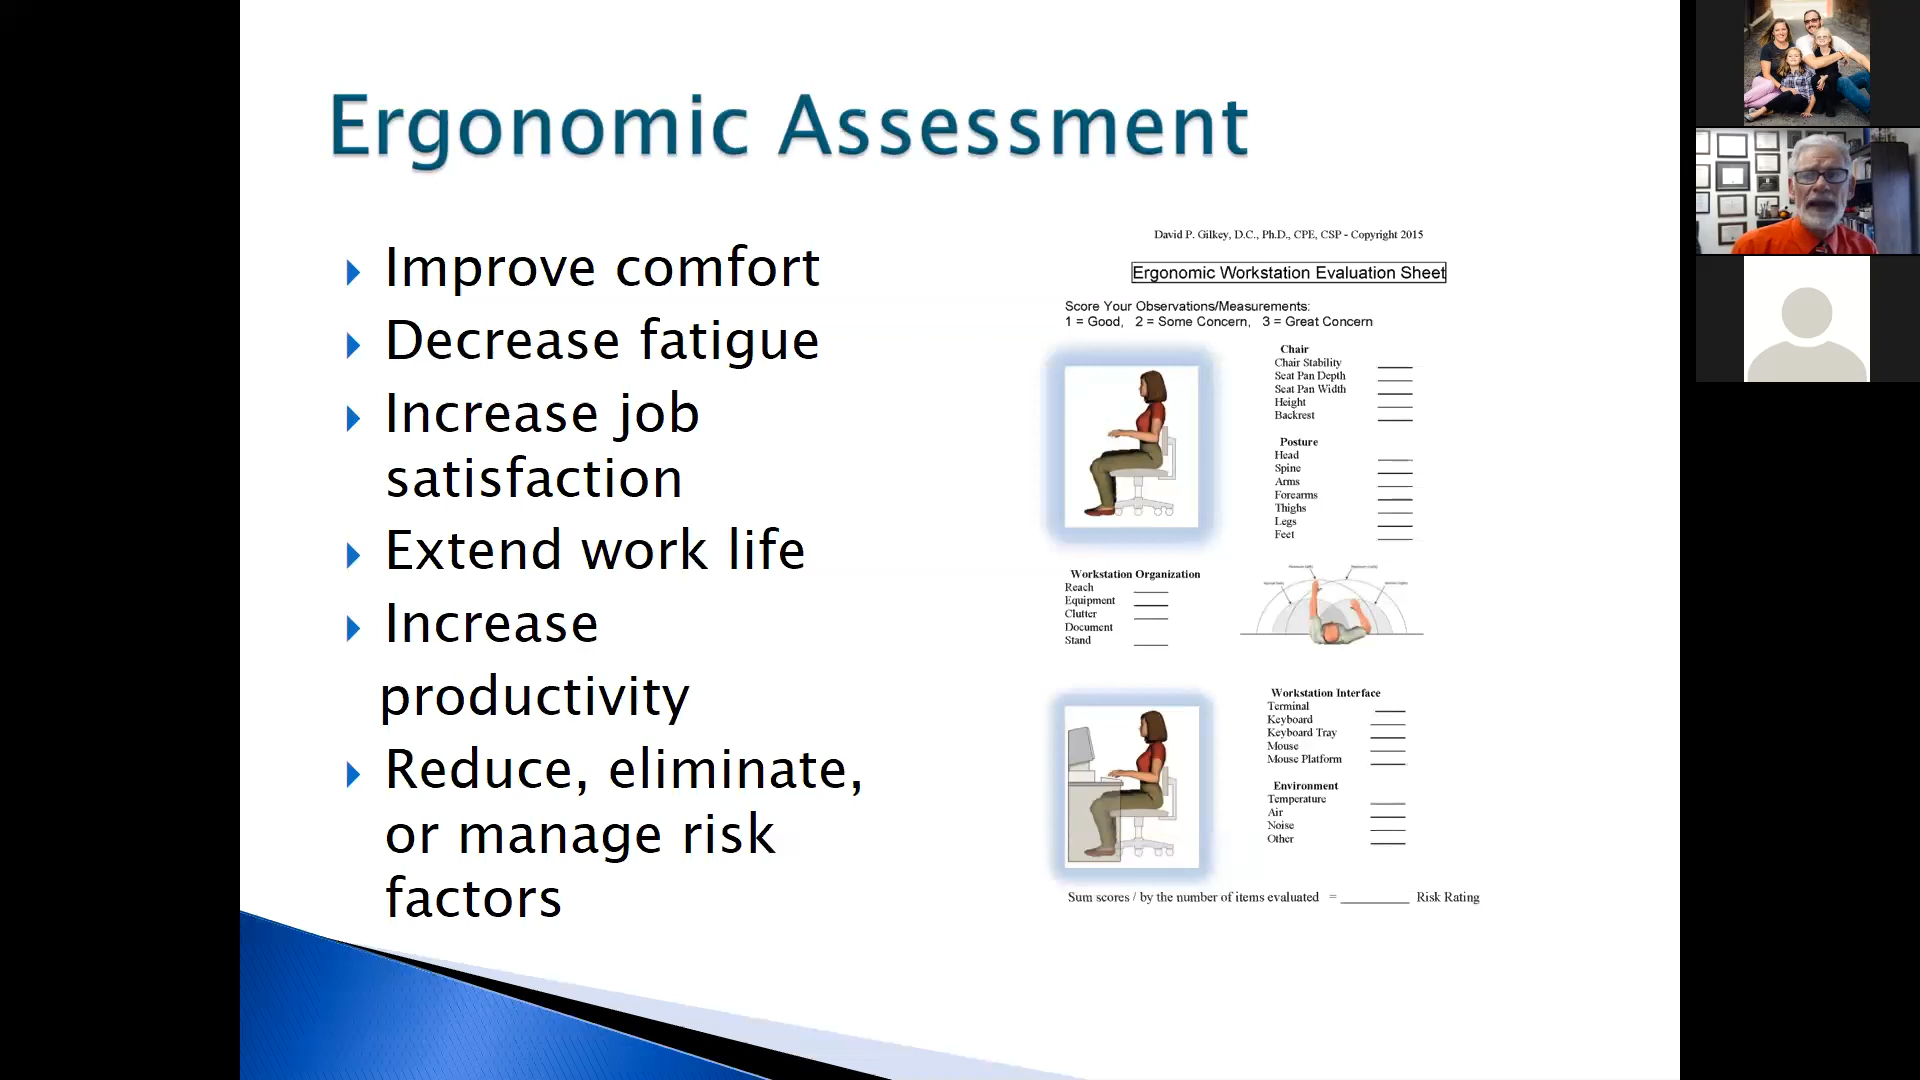 Ergonomic Assessment
Improve comfort
Decrease fatigue
Increase job
satisfaction
Extend work life
Increase
productivity
Reduce, eliminate,
or manage risk
factors
David P. Gilkey, D.C., Ph.D., CPE, CSP - Copyright 2015
Ergonomic Workstation Evaluation Sheet
Score Your Observations/Measurements:
1 = Good, 2 = Some Concern, 3 = Great Concern
Chair
Chair Stability
Seat Pan Depth
Seat Pan Width
Height
Backrest
Posture
Head
Spine
Arms
Forearms
Thighs
Legs
Feet
Workstation Organization
Reach
Equipment
Clutter
Document
Stand
Workstation Interface
Terminal
Keyboard
Keyboard Tray
Mouse
Mouse Platform
Environment
Temperature
Air
Noise
Other
Sum scores / by the number of items evaluated = ________ Risk Rating